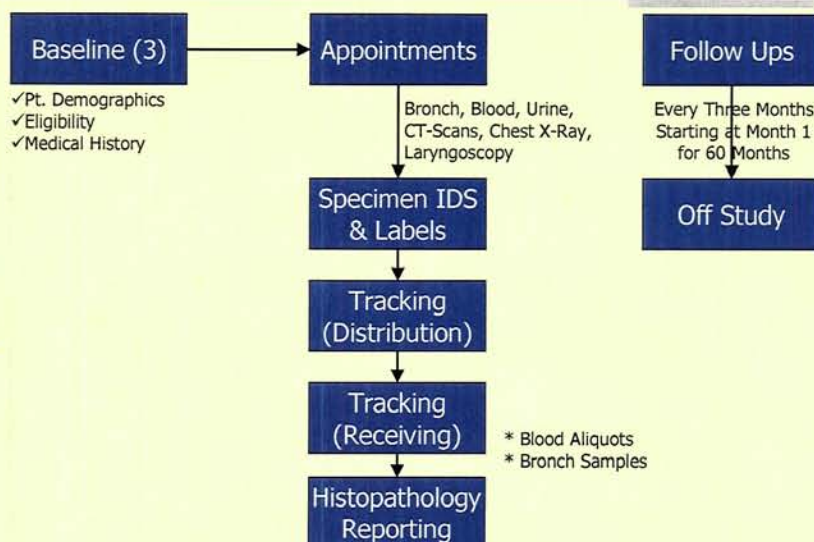 Baseline (3)
✓Pt. Demographics
✓Eligibility
✓Medical History
Appointments
Bronch, Blood, Urine,
CT-Scans, Chest X-Ray,
Laryngoscopy
Specimen IDS
& Labels
Tracking
(Distribution)
Tracking
(Receiving)
* Blood Aliquots
* Bronch Samples
Histopathology
Reporting
Follow Ups
Every Three Months
Starting at Month 1
for 60 Months
Off Study